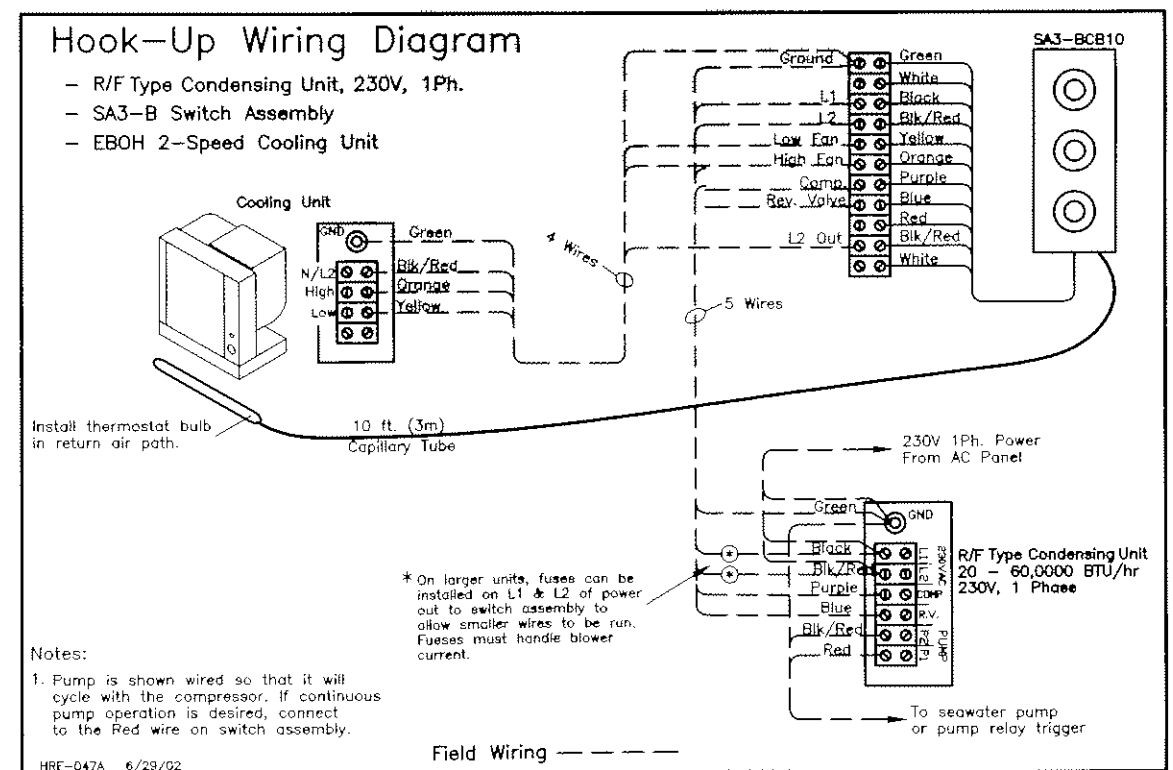 Hook-Up Wiring Diagram
- R/F Type Condensing Unit, 230V, 1Ph.
- SA3-B Switch Assembly
- EBOH 2-Speed Cooling Unit
SA3-BCB10
Ground
L1
L2
Low Fan
High Fan
Comp.
Rev. Valve
L2 Out
Green
White
Black
Blk/Red
Yellow
Orange
Purple
Blue
Red
Blk/Red
White
Cooling Unit
GND
N/L2
High
Low
Green
Blk/Red
Orange
Yellow
4 Wires
5 Wires
Install thermostat bulb
in return air path.
10 ft. (3m)
Capillary Tube
230V 1Ph. Power
From AC Panel
Green
Black
Blk/Red
Purple
Blue
Blk/Red
Red
GND
L1
L2
230VAC
COMP
R.V.
P2
P1
PUMP
R/F Type Condensing Unit
20 - 60,0000 BTU/hr
230V, 1 Phase
* On larger units, fuses can be
installed on L1 & L2 of power
out to switch assembly to
allow smaller wires to be run.
Fueses must handle blower
current.
*
*
To seawater pump
or pump relay trigger
Notes:
1. Pump is shown wired so that it will
cycle with the compressor. If continuous
pump operation is desired, connect
to the Red wire on switch assembly.
Field Wiring
HRF-047A 6/29/02